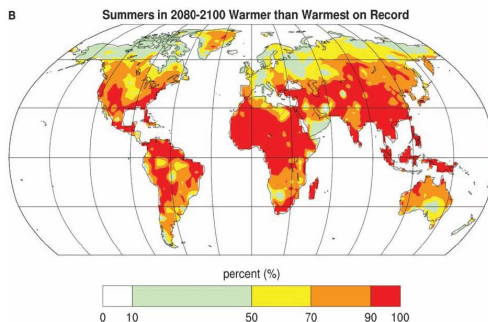 B Summers in 2080-2100 Warmer than Warmest on Record
percent (%)
0 10 50 70 90 100